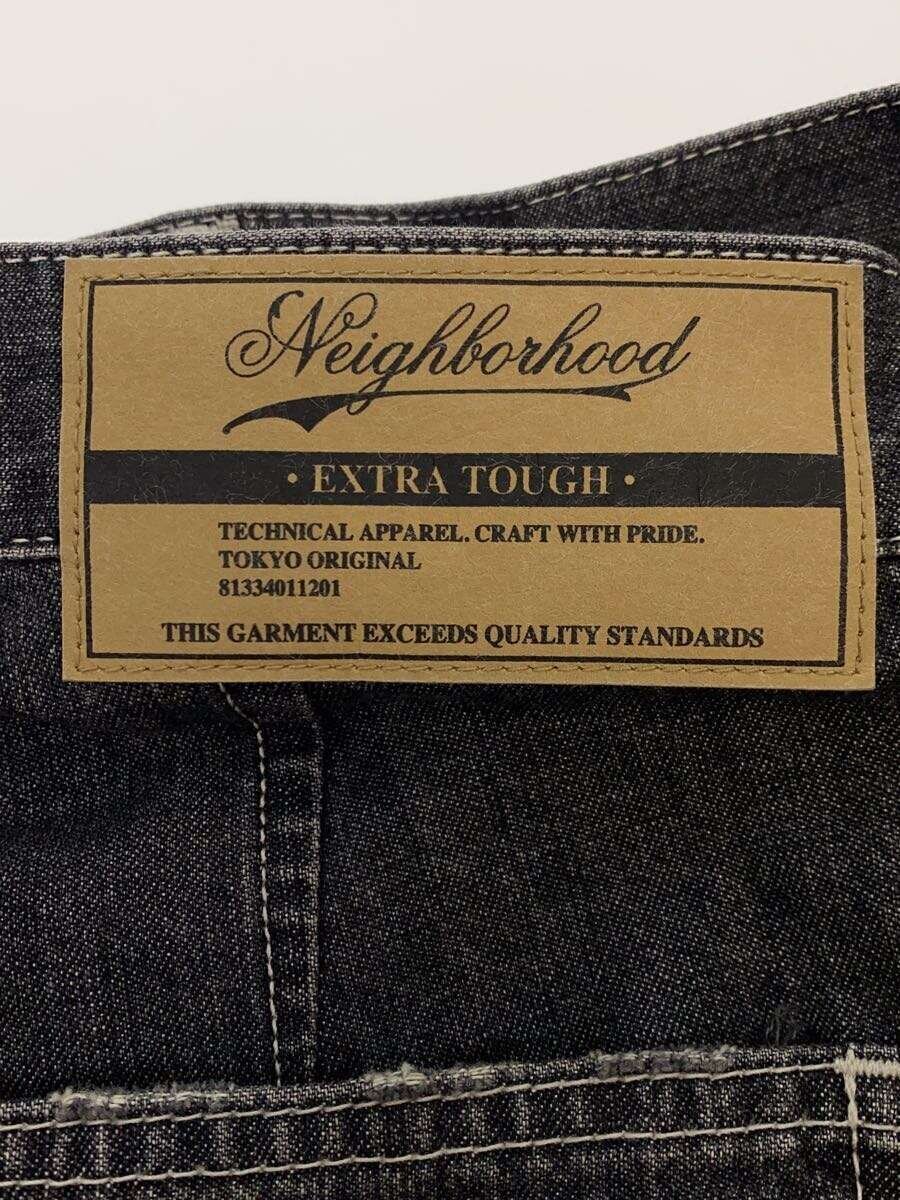 Neighborhood
• EXTRA TOUGH •
TECHNICAL APPAREL. CRAFT WITH PRIDE.
TOKYO ORIGINAL
81334011201
THIS GARMENT EXCEEDS QUALITY STANDARDS